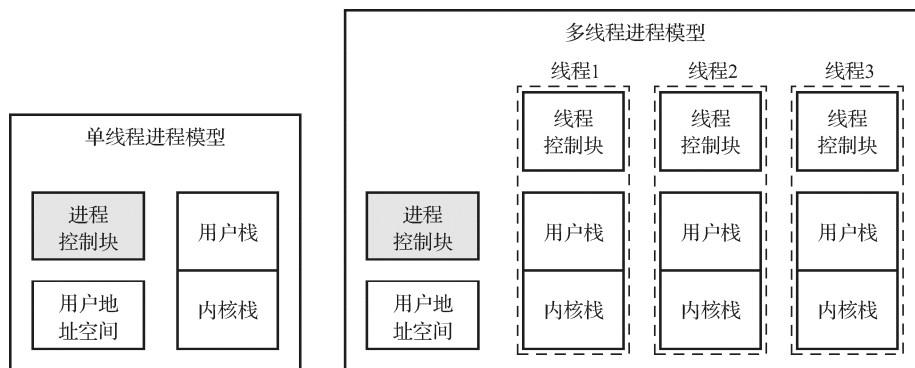 单线程进程模型
进程
控制块
用户地
址空间
用户栈
内核栈
多线程进程模型
线程1
线程2
线程3
进程
控制块
用户地
址空间
线程
控制块
用户栈
内核栈
线程
控制块
用户栈
内核栈
线程
控制块
用户栈
内核栈